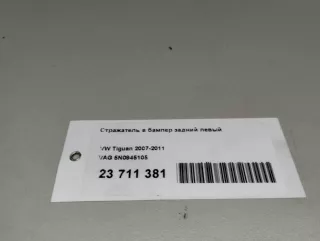 Отражатель в бампер задний левый
VW Tiguan 2007-2011
VAG 5N0945105
23 711 381